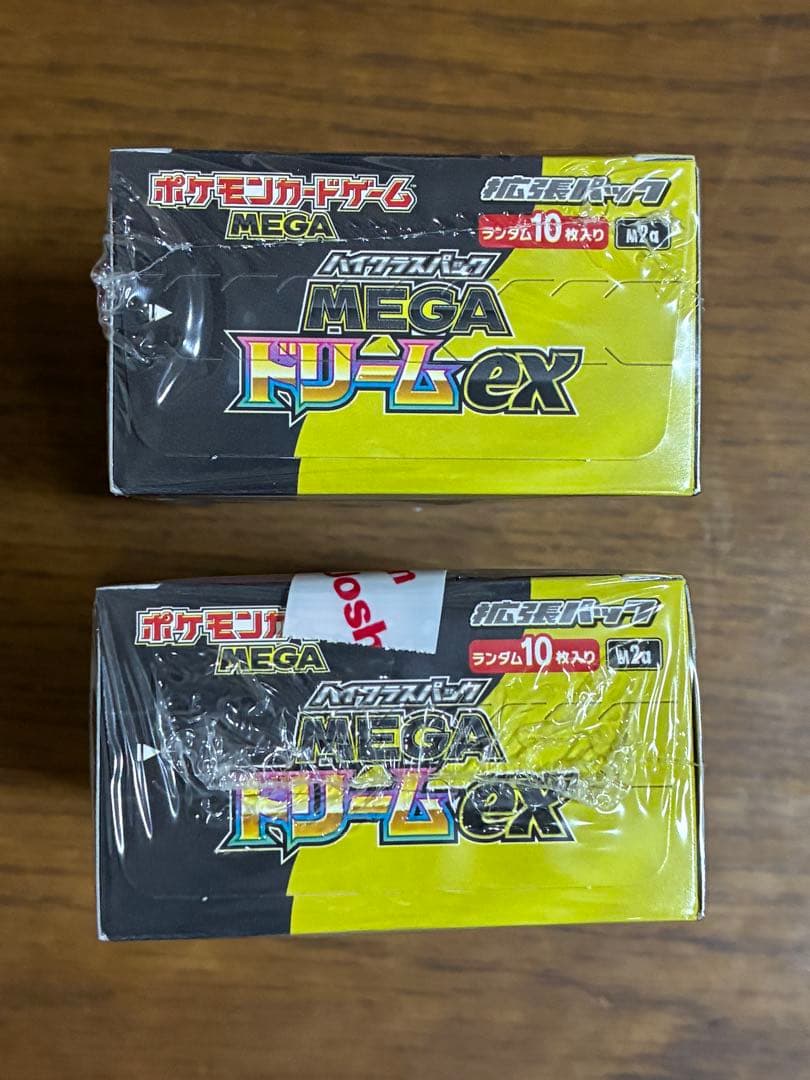 ポケモンカードゲーム
MEGA
拡張パック
ランダム10枚入り
M2a
ハイクラスパック
MEGA
ドリームex
yosh
ポケモンカ
MEGA
拡張パック
ランダム10枚入り
M2a
ハイクラスパック
MEGA
ドリームex